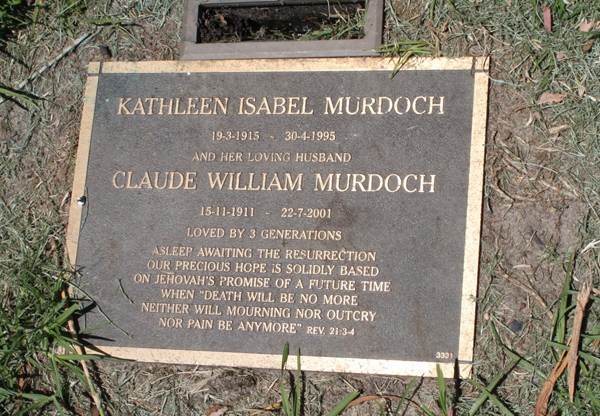 KATHLEEN ISABEL MURDOCH
19-3-1915 - 30-4-1995
AND HER LOVING HUSBAND
CLAUDE WILLIAM MURDOCH
15-11-1911 - 22-7-2001
LOVED BY 3 GENERATIONS
ASLEEP AWAITING THE RESURRECTION
OUR PRECIOUS HOPE IS SOLIDLY BASED
ON JEHOVAH'S PROMISE OF A FUTURE TIME
WHEN "DEATH WILL BE NO MORE
NEITHER WILL MOURNING NOR OUTCRY
NOR PAIN BE ANYMORE" REV. 21-3-4
3331